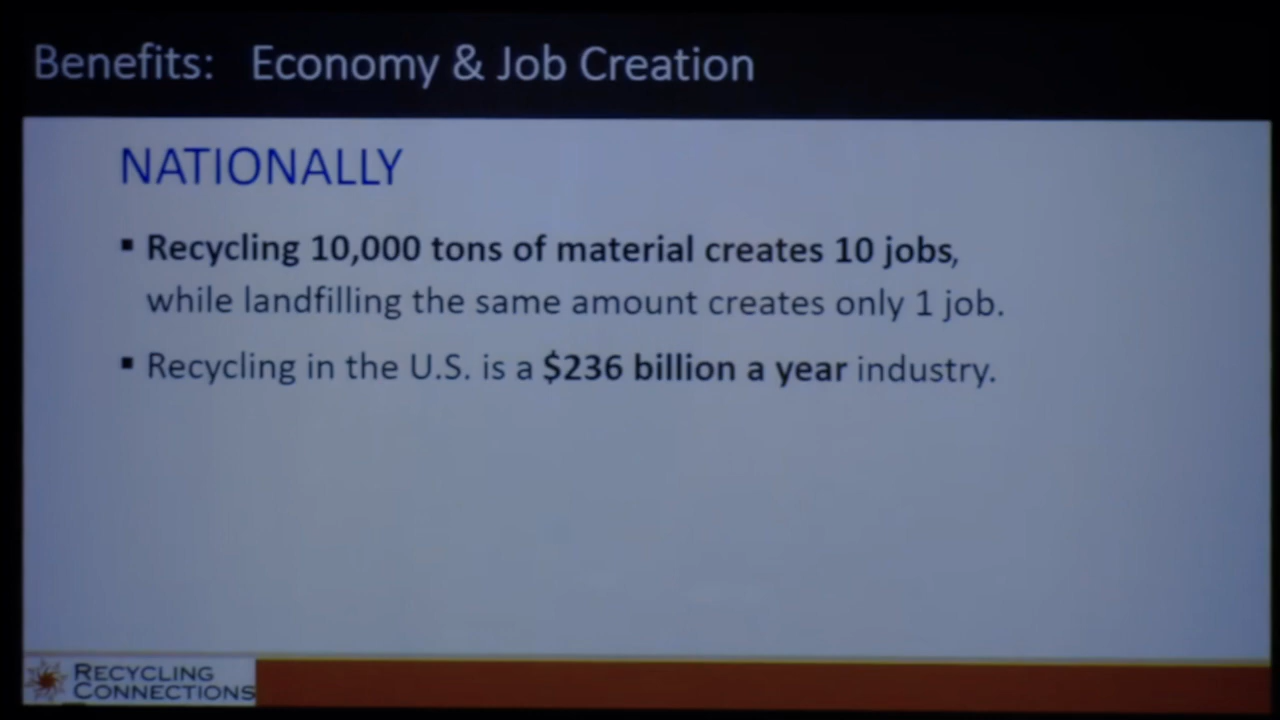 Benefits: Economy & Job Creation
NATIONALLY
▪ Recycling 10,000 tons of material creates 10 jobs,
while landfilling the same amount creates only 1 job.
▪ Recycling in the U.S. is a $236 billion a year industry.
RECYCLING
CONNECTIONS